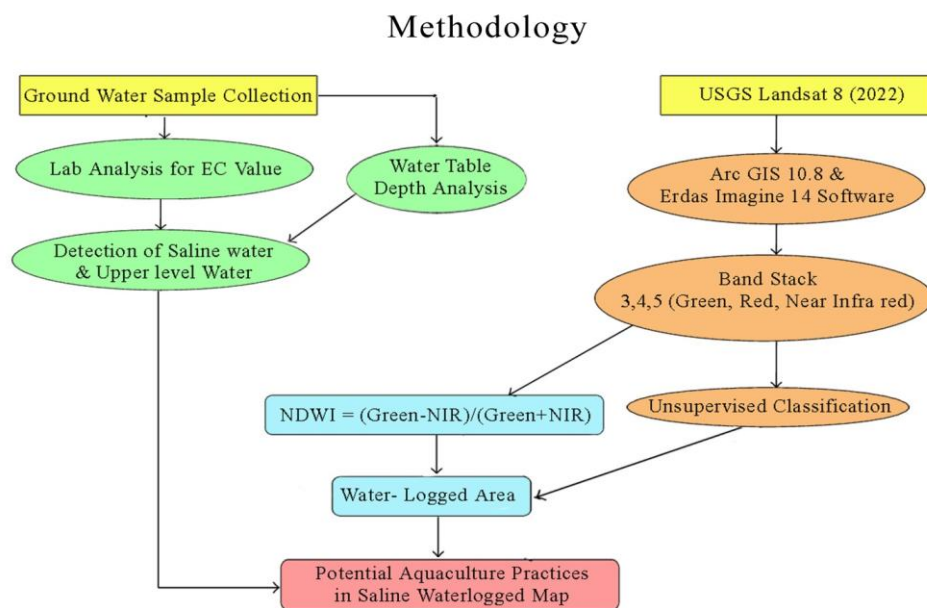 Methodology
Ground Water Sample Collection
USGS Landsat 8 (2022)
Lab Analysis for EC Value
Water Table
Depth Analysis
Arc GIS 10.8 &
Erdas Imagine 14 Software
Detection of Saline water
& Upper level Water
Band Stack
3,4,5 (Green, Red, Near Infra red)
NDWI = (Green-NIR)/(Green+NIR)
Unsupervised Classification
Water- Logged Area
Potential Aquaculture Practices
in Saline Waterlogged Map